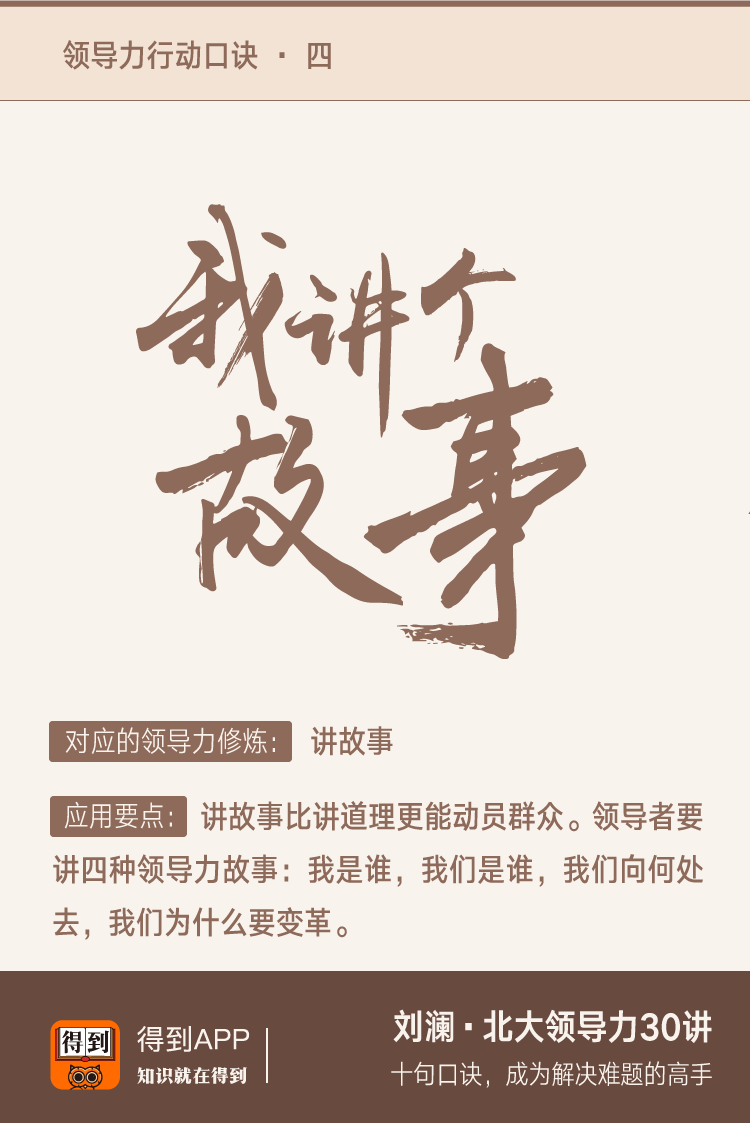 领导力行动口诀 · 四
我讲个
故事
对应的领导力修炼： 讲故事
应用要点： 讲故事比讲道理更能动员群众。领导者要
讲四种领导力故事：我是谁，我们是谁，我们向何处
去，我们为什么要变革。
得到
得到APP
知识就在得到
刘澜·北大领导力30讲
十句口诀，成为解决难题的高手